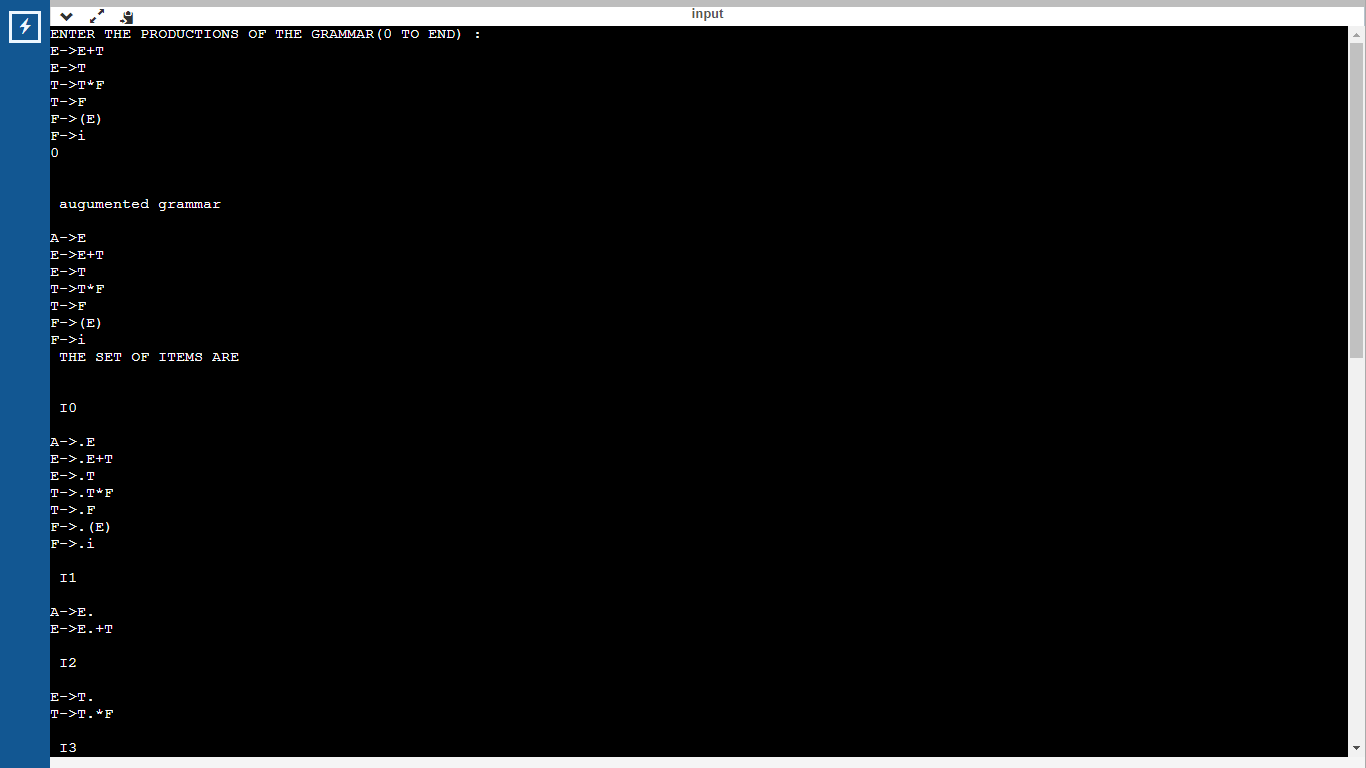 input
ENTER THE PRODUCTIONS OF THE GRAMMAR(0 TO END) :
E->E+T
E->T
T->T*F
T->F
F->(E)
F->i
0
augumented grammar
A->E
E->E+T
E->T
T->T*F
T->F
F->(E)
F->i
THE SET OF ITEMS ARE
I0
A->.E
E->.E+T
E->.T
T->.T*F
T->.F
F->.(E)
F->.i
I1
A->E.
E->E.+T
I2
E->T.
T->T.*F
I3